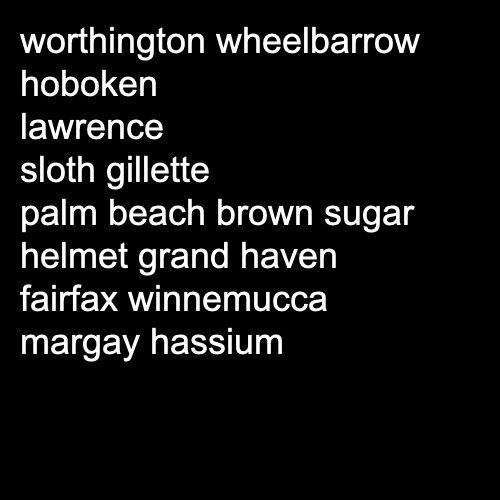 worthington wheelbarrow
hoboken
lawrence
sloth gillette
palm beach brown sugar
helmet grand haven
fairfax winnemucca
margay hassium